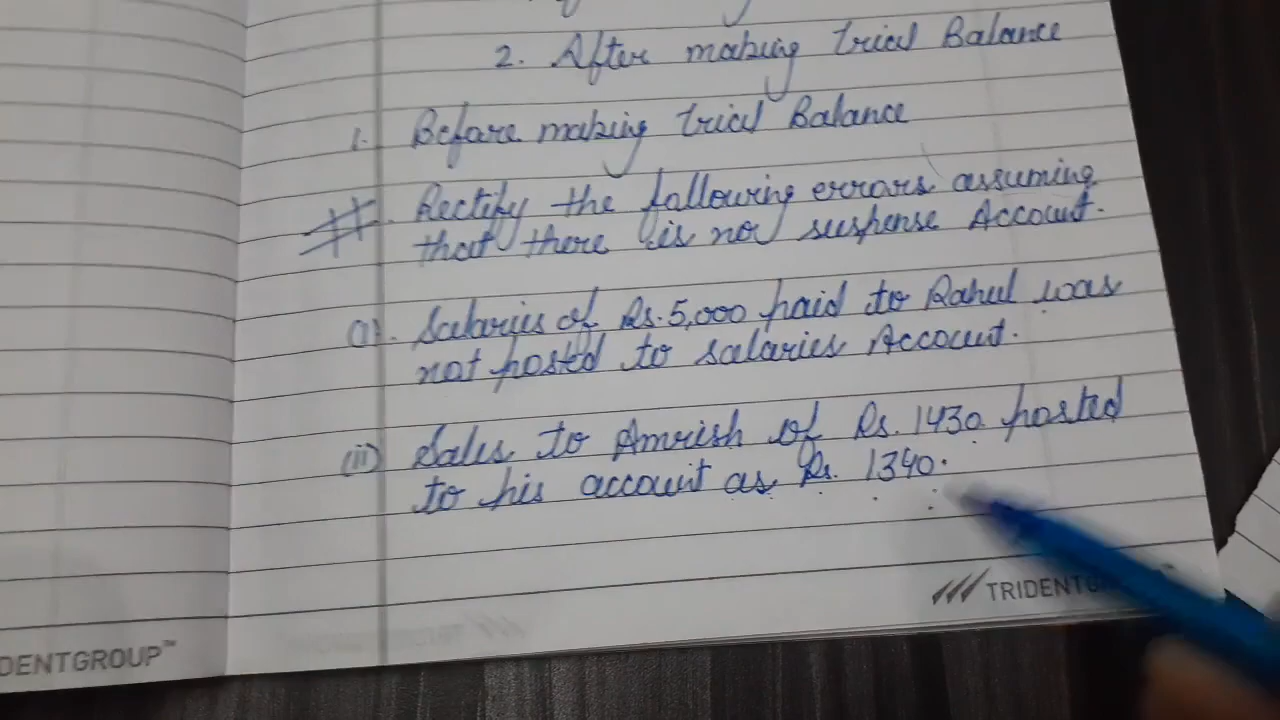 2. After making trial Balance
1. Before making trial Balance
#. Rectify the following errors assuming
that there is no suspense Account.
(i). Salaries of Rs. 5,000 paid to Rahul was
not posted to salaries Account.
(ii) Sales to Amrish of Rs. 1430 posted
to his account as Rs. 1340.
TRIDENTG
DENTGROUP™